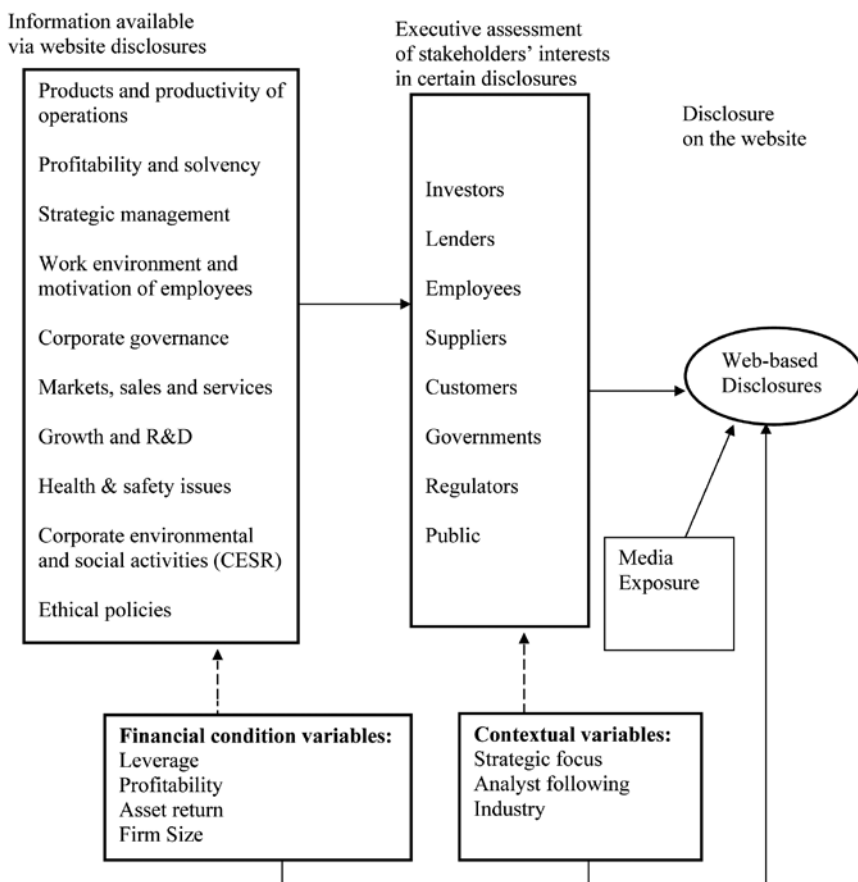 Information available
via website disclosures
Products and productivity of
operations
Profitability and solvency
Strategic management
Work environment and
motivation of employees
Corporate governance
Markets, sales and services
Growth and R&D
Health & safety issues
Corporate environmental
and social activities (CESR)
Ethical policies
Executive assessment
of stakeholders’ interests
in certain disclosures
Investors
Lenders
Employees
Suppliers
Customers
Governments
Regulators
Public
Disclosure
on the website
Web-based
Disclosures
Media
Exposure
Financial condition variables:
Leverage
Profitability
Asset return
Firm Size
Contextual variables:
Strategic focus
Analyst following
Industry